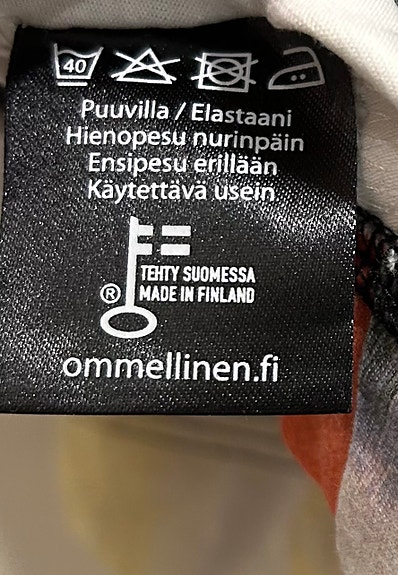 40
Puuvilla / Elastaani
Hienopesu nurinpäin
Ensipesu erillään
Käytettävä usein
TEHTY SUOMESSA
® MADE IN FINLAND
ommellinen.fi